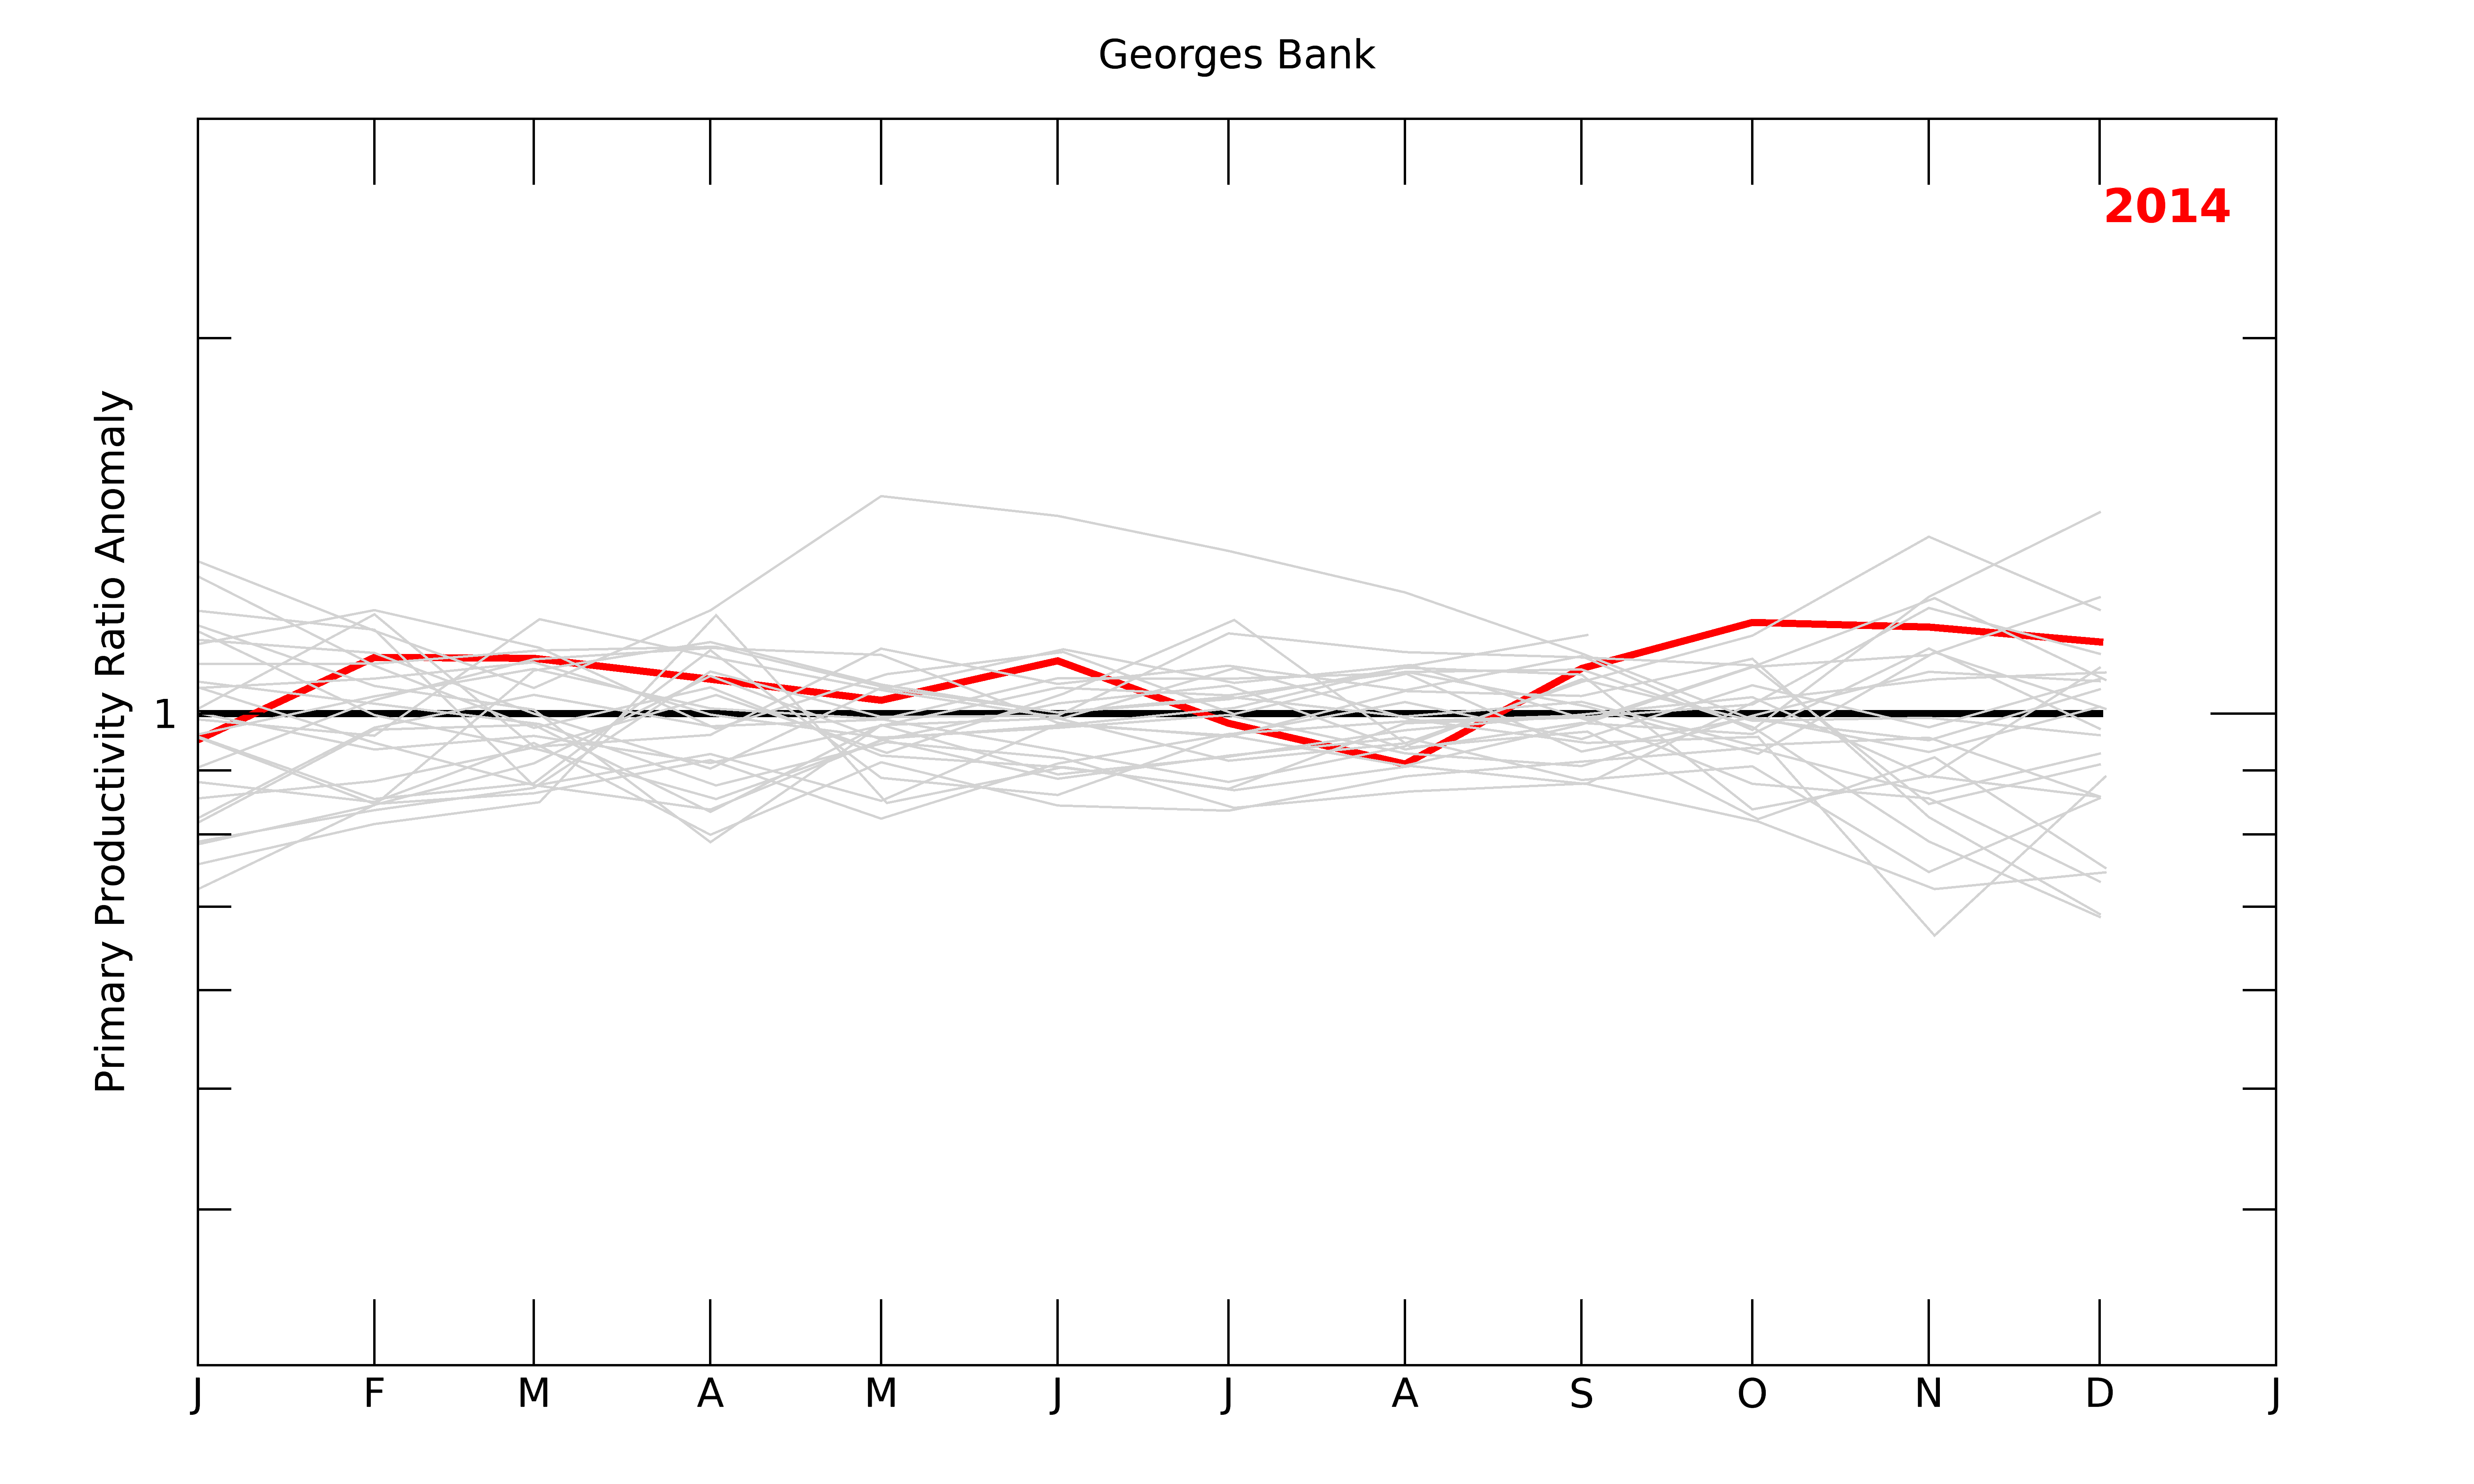 Georges Bank
2014
Primary Productivity Ratio Anomaly
1
J F M A M J J A S O N D J